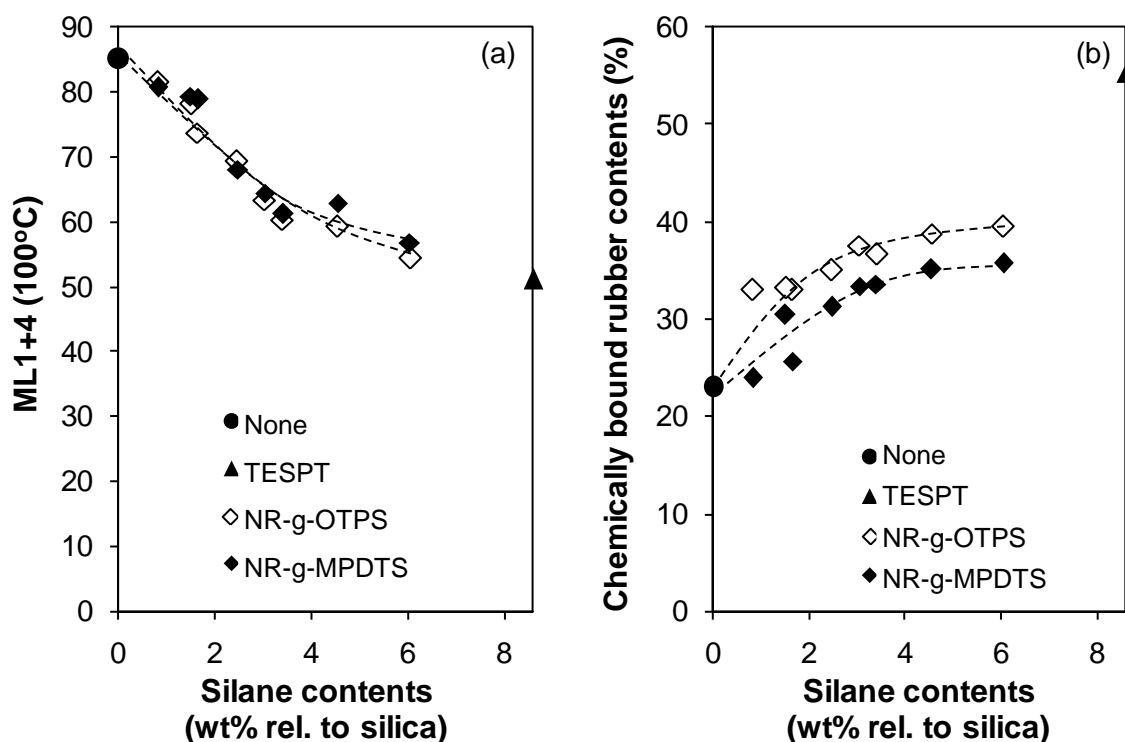 (a)
ML1+4 (100°C)
90
80
70
60
50
40
30
20
10
0
None
TESPT
NR-g-OTPS
NR-g-MPDTS
0 2 4 6 8
Silane contents
(wt% rel. to silica)
(b)
Chemically bound rubber contents (%)
60
50
40
30
20
10
0
None
TESPT
NR-g-OTPS
NR-g-MPDTS
0 2 4 6 8
Silane contents
(wt% rel. to silica)